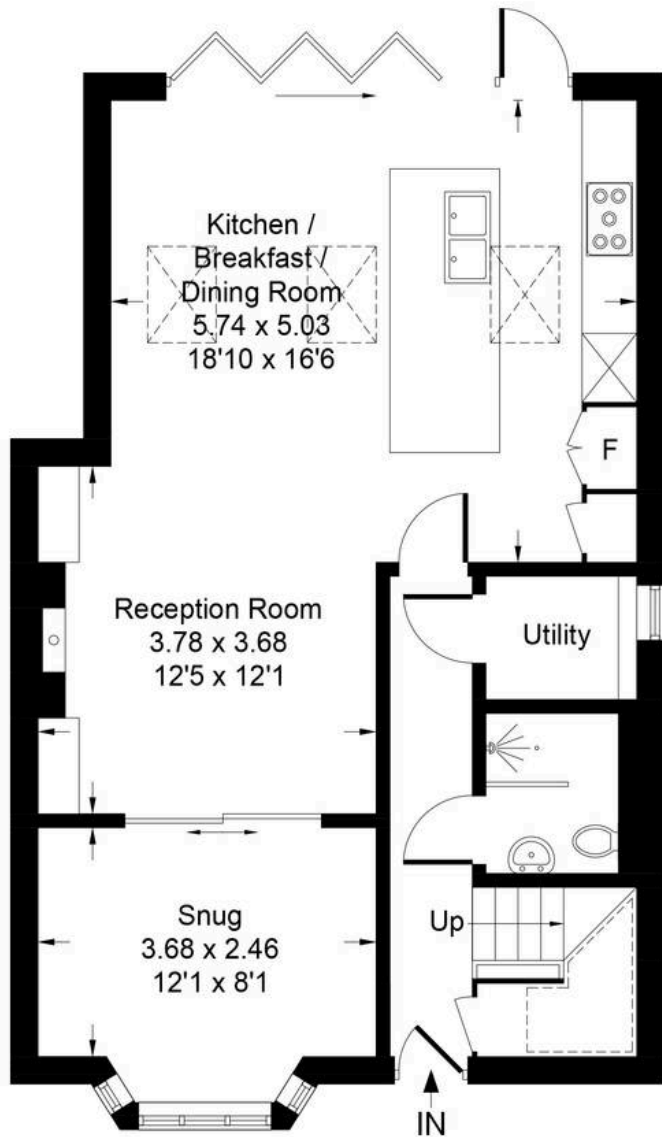 Kitchen /
Breakfast /
Dining Room
5.74 x 5.03
18'10 x 16'6
F
Reception Room
3.78 x 3.68
12'5 x 12'1
Utility
Snug
3.68 x 2.46
12'1 x 8'1
Up
IN